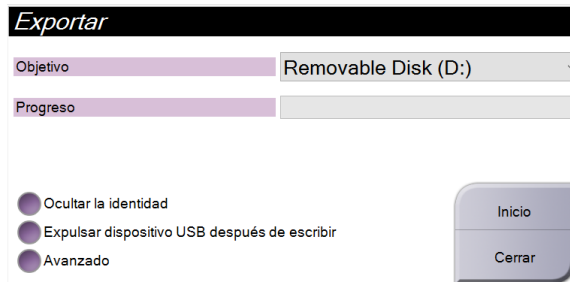 Exportar
Objetivo
Removable Disk (D:)
Progreso
Ocultar la identidad
Expulsar dispositivo USB después de escribir
Avanzado
Inicio
Cerrar